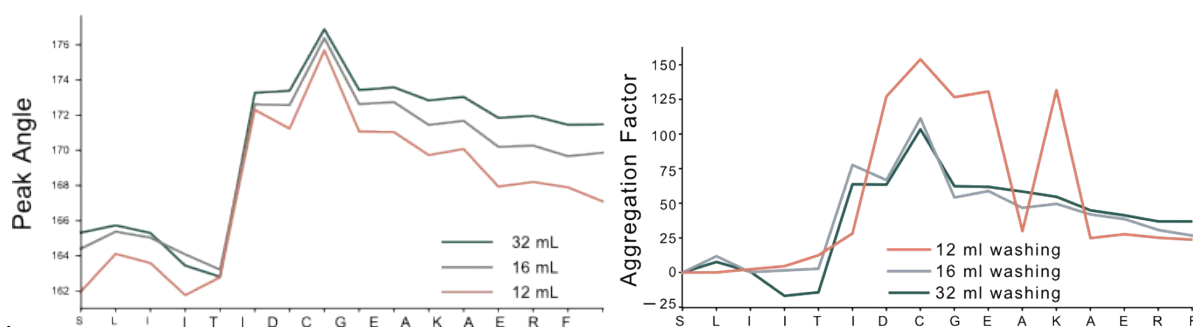 Peak Angle
176
174
172
170
168
166
164
162
32 mL
16 mL
12 mL
S L I I T I D C G E A K A E R F
Aggregation Factor
150
125
100
75
50
25
0
−25
12 ml washing
16 ml washing
32 ml washing
S L I I T I D C G E A K A E R F